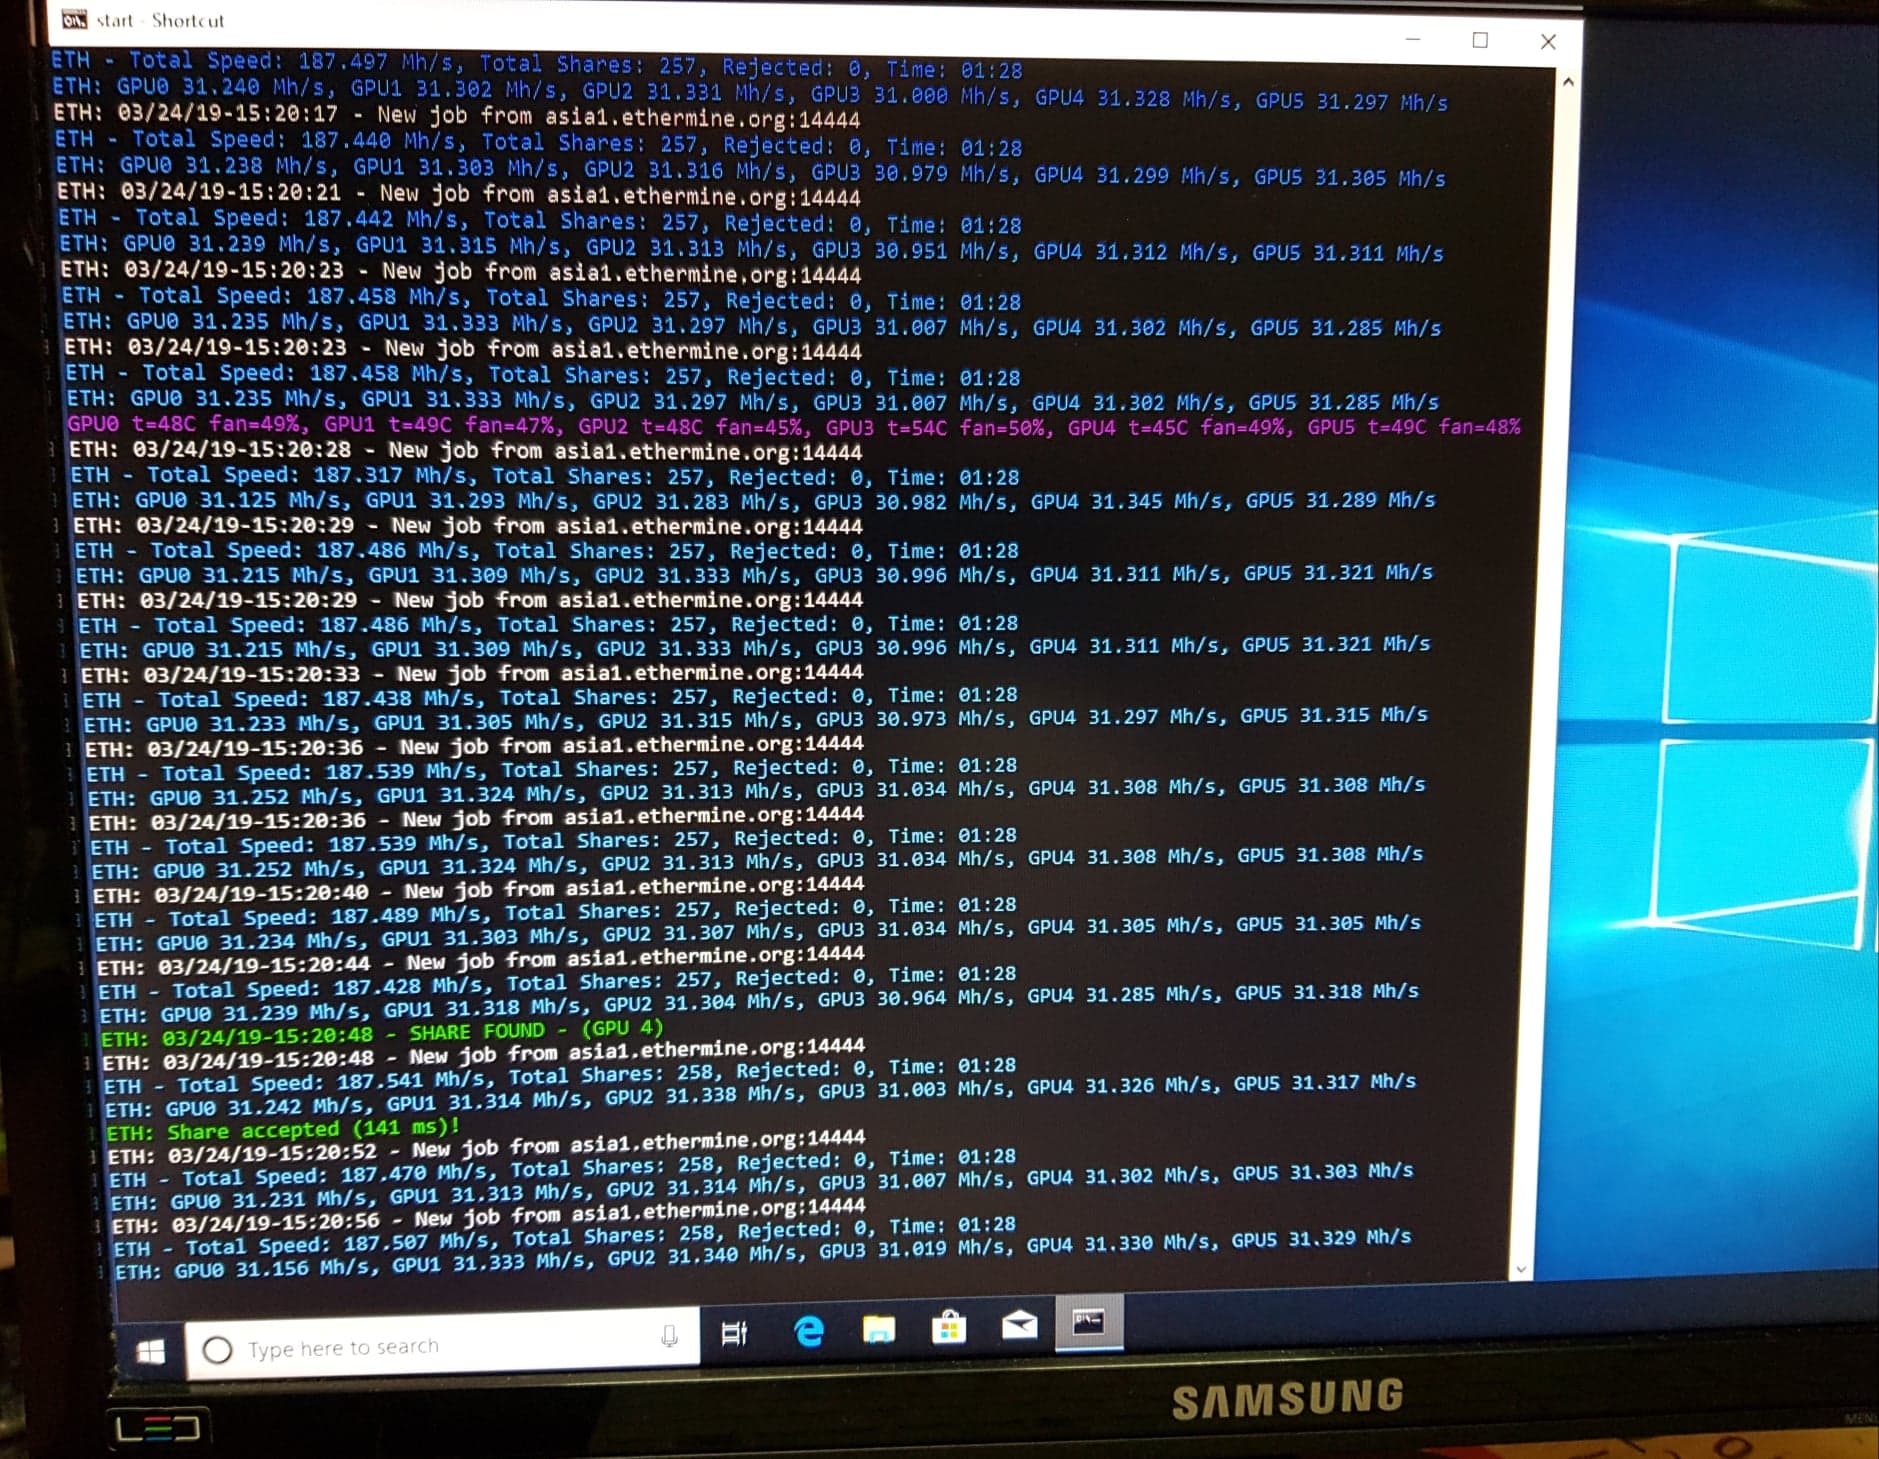 start - Shortcut
ETH - Total Speed: 187.497 Mh/s, Total Shares: 257, Rejected: 0, Time: 01:28
ETH: GPU0 31.240 Mh/s, GPU1 31.302 Mh/s, GPU2 31.331 Mh/s, GPU3 31.000 Mh/s, GPU4 31.328 Mh/s, GPU5 31.297 Mh/s
ETH: 03/24/19-15:20:17 - New job from asia1.ethermine.org:14444
ETH - Total Speed: 187.440 Mh/s, Total Shares: 257, Rejected: 0, Time: 01:28
ETH: GPU0 31.238 Mh/s, GPU1 31.303 Mh/s, GPU2 31.316 Mh/s, GPU3 30.979 Mh/s, GPU4 31.299 Mh/s, GPU5 31.305 Mh/s
ETH: 03/24/19-15:20:21 - New job from asia1.ethermine.org:14444
ETH - Total Speed: 187.442 Mh/s, Total Shares: 257, Rejected: 0, Time: 01:28
ETH: GPU0 31.239 Mh/s, GPU1 31.315 Mh/s, GPU2 31.313 Mh/s, GPU3 30.951 Mh/s, GPU4 31.312 Mh/s, GPU5 31.311 Mh/s
ETH: 03/24/19-15:20:23 - New job from asia1.ethermine.org:14444
ETH - Total Speed: 187.458 Mh/s, Total Shares: 257, Rejected: 0, Time: 01:28
ETH: GPU0 31.235 Mh/s, GPU1 31.333 Mh/s, GPU2 31.297 Mh/s, GPU3 31.007 Mh/s, GPU4 31.302 Mh/s, GPU5 31.285 Mh/s
ETH: 03/24/19-15:20:23 - New job from asia1.ethermine.org:14444
ETH - Total Speed: 187.458 Mh/s, Total Shares: 257, Rejected: 0, Time: 01:28
ETH: GPU0 31.235 Mh/s, GPU1 31.333 Mh/s, GPU2 31.297 Mh/s, GPU3 31.007 Mh/s, GPU4 31.302 Mh/s, GPU5 31.285 Mh/s
GPU0 t=48C fan=49%, GPU1 t=49C fan=47%, GPU2 t=48C fan=45%, GPU3 t=54C fan=50%, GPU4 t=45C fan=49%, GPU5 t=49C fan=48%
ETH: 03/24/19-15:20:28 - New job from asia1.ethermine.org:14444
ETH - Total Speed: 187.317 Mh/s, Total Shares: 257, Rejected: 0, Time: 01:28
ETH: GPU0 31.125 Mh/s, GPU1 31.293 Mh/s, GPU2 31.283 Mh/s, GPU3 30.982 Mh/s, GPU4 31.345 Mh/s, GPU5 31.289 Mh/s
ETH: 03/24/19-15:20:29 - New job from asia1.ethermine.org:14444
ETH - Total Speed: 187.486 Mh/s, Total Shares: 257, Rejected: 0, Time: 01:28
ETH: GPU0 31.215 Mh/s, GPU1 31.309 Mh/s, GPU2 31.333 Mh/s, GPU3 30.996 Mh/s, GPU4 31.311 Mh/s, GPU5 31.321 Mh/s
ETH: 03/24/19-15:20:29 - New job from asia1.ethermine.org:14444
ETH - Total Speed: 187.486 Mh/s, Total Shares: 257, Rejected: 0, Time: 01:28
ETH: GPU0 31.215 Mh/s, GPU1 31.309 Mh/s, GPU2 31.333 Mh/s, GPU3 30.996 Mh/s, GPU4 31.311 Mh/s, GPU5 31.321 Mh/s
ETH: 03/24/19-15:20:33 - New job from asia1.ethermine.org:14444
ETH - Total Speed: 187.438 Mh/s, Total Shares: 257, Rejected: 0, Time: 01:28
ETH: GPU0 31.233 Mh/s, GPU1 31.305 Mh/s, GPU2 31.315 Mh/s, GPU3 30.973 Mh/s, GPU4 31.297 Mh/s, GPU5 31.315 Mh/s
ETH: 03/24/19-15:20:36 - New job from asia1.ethermine.org:14444
ETH - Total Speed: 187.539 Mh/s, Total Shares: 257, Rejected: 0, Time: 01:28
ETH: GPU0 31.252 Mh/s, GPU1 31.324 Mh/s, GPU2 31.313 Mh/s, GPU3 31.034 Mh/s, GPU4 31.308 Mh/s, GPU5 31.308 Mh/s
ETH: 03/24/19-15:20:36 - New job from asia1.ethermine.org:14444
ETH - Total Speed: 187.539 Mh/s, Total Shares: 257, Rejected: 0, Time: 01:28
ETH: GPU0 31.252 Mh/s, GPU1 31.324 Mh/s, GPU2 31.313 Mh/s, GPU3 31.034 Mh/s, GPU4 31.308 Mh/s, GPU5 31.308 Mh/s
ETH: 03/24/19-15:20:40 - New job from asia1.ethermine.org:14444
ETH - Total Speed: 187.489 Mh/s, Total Shares: 257, Rejected: 0, Time: 01:28
ETH: GPU0 31.234 Mh/s, GPU1 31.303 Mh/s, GPU2 31.307 Mh/s, GPU3 31.034 Mh/s, GPU4 31.305 Mh/s, GPU5 31.305 Mh/s
ETH: 03/24/19-15:20:44 - New job from asia1.ethermine.org:14444
ETH - Total Speed: 187.428 Mh/s, Total Shares: 257, Rejected: 0, Time: 01:28
ETH: GPU0 31.239 Mh/s, GPU1 31.318 Mh/s, GPU2 31.304 Mh/s, GPU3 30.964 Mh/s, GPU4 31.285 Mh/s, GPU5 31.318 Mh/s
ETH: 03/24/19-15:20:48 - SHARE FOUND - (GPU 4)
ETH: 03/24/19-15:20:48 - New job from asia1.ethermine.org:14444
ETH - Total Speed: 187.541 Mh/s, Total Shares: 258, Rejected: 0, Time: 01:28
ETH: GPU0 31.242 Mh/s, GPU1 31.314 Mh/s, GPU2 31.338 Mh/s, GPU3 31.003 Mh/s, GPU4 31.326 Mh/s, GPU5 31.317 Mh/s
ETH: Share accepted (141 ms)!
ETH: 03/24/19-15:20:52 - New job from asia1.ethermine.org:14444
ETH - Total Speed: 187.470 Mh/s, Total Shares: 258, Rejected: 0, Time: 01:28
ETH: GPU0 31.231 Mh/s, GPU1 31.313 Mh/s, GPU2 31.314 Mh/s, GPU3 31.007 Mh/s, GPU4 31.302 Mh/s, GPU5 31.303 Mh/s
ETH: 03/24/19-15:20:56 - New job from asia1.ethermine.org:14444
ETH - Total Speed: 187.507 Mh/s, Total Shares: 258, Rejected: 0, Time: 01:28
ETH: GPU0 31.156 Mh/s, GPU1 31.333 Mh/s, GPU2 31.340 Mh/s, GPU3 31.019 Mh/s, GPU4 31.330 Mh/s, GPU5 31.329 Mh/s
Type here to search
SAMSUNG
LED